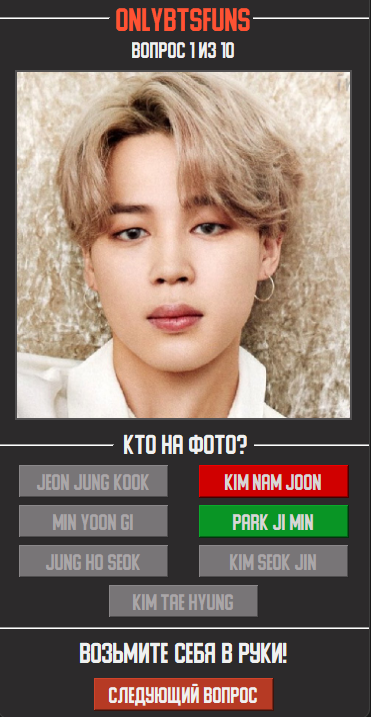 ONLYBTSFUNS
ВОПРОС 1 ИЗ 10
КТО НА ФОТО?
JEON JUNG KOOK
KIM NAM JOON
MIN YOON GI
PARK JI MIN
JUNG HO SEOK
KIM SEOK JIN
KIM TAE HYUNG
ВОЗЬМИТЕ СЕБЯ В РУКИ!
СЛЕДУЮЩИЙ ВОПРОС